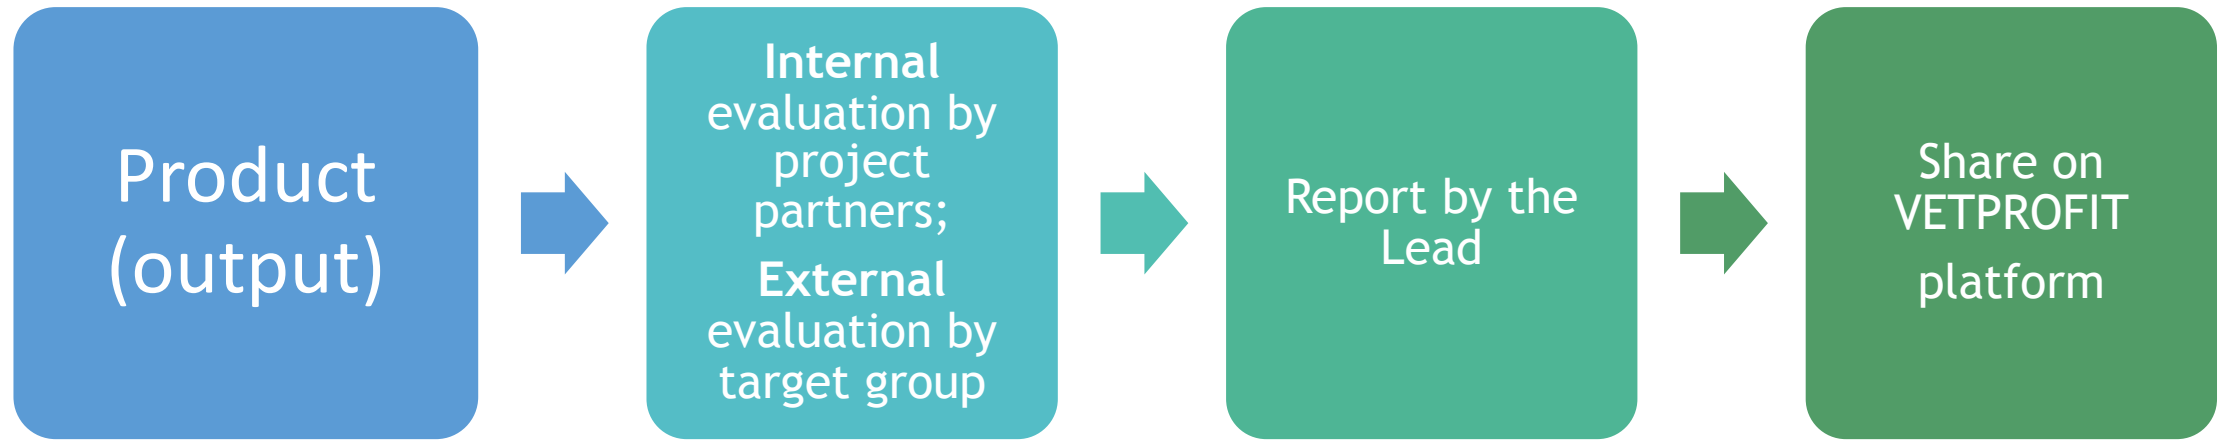 Product
(output)
Internal
evaluation by
project
partners;
External
evaluation by
target group
Report by the
Lead
Share on
VETPROFIT
platform